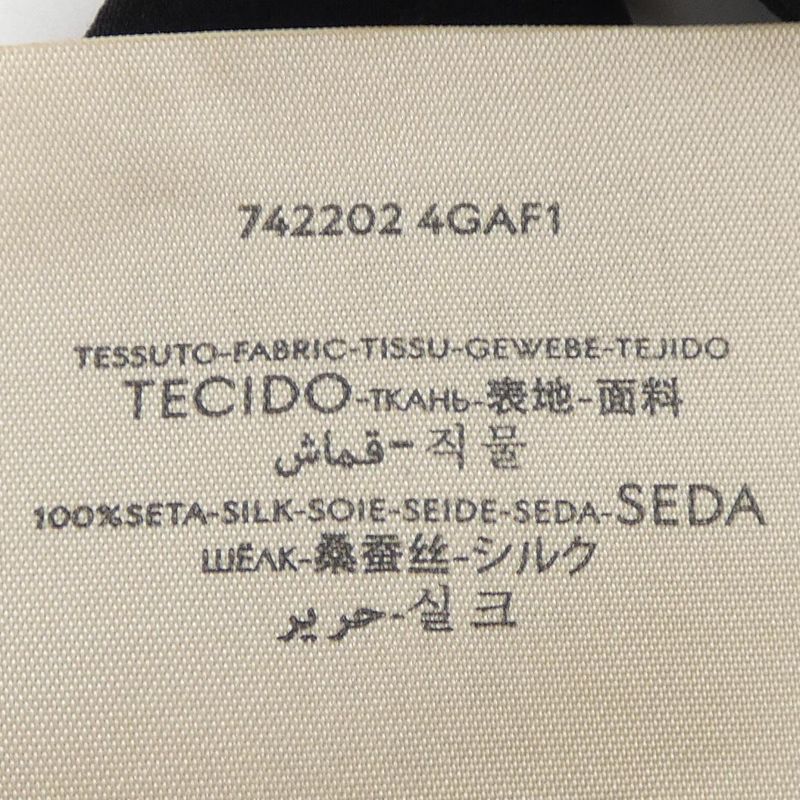 742202 4GAF1
TESSUTO-FABRIC-TISSU-GEWEBE-TEJIDO
TECIDO-ТКАНЬ-表地-面料
قماش-직물
100%SETA-SILK-SOIE-SEIDE-SEDA-SEDA
ШЁЛК-桑蚕丝-シルク
حرير-실크